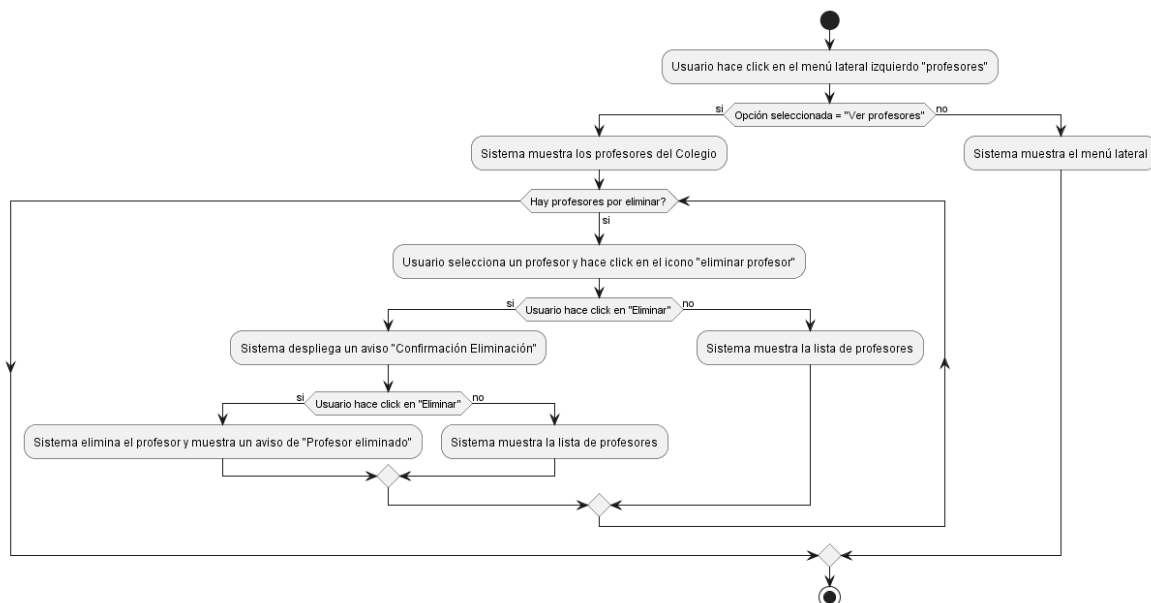 Usuario hace click en el menú lateral izquierdo "profesores"
si
Opción seleccionada = "Ver profesores"
no
Sistema muestra los profesores del Colegio
Sistema muestra el menú lateral
Hay profesores por eliminar?
si
Usuario selecciona un profesor y hace click en el icono "eliminar profesor"
si
Usuario hace click en "Eliminar"
no
Sistema despliega un aviso "Confirmación Eliminación"
Sistema muestra la lista de profesores
si
Usuario hace click en "Eliminar"
no
Sistema elimina el profesor y muestra un aviso de "Profesor eliminado"
Sistema muestra la lista de profesores